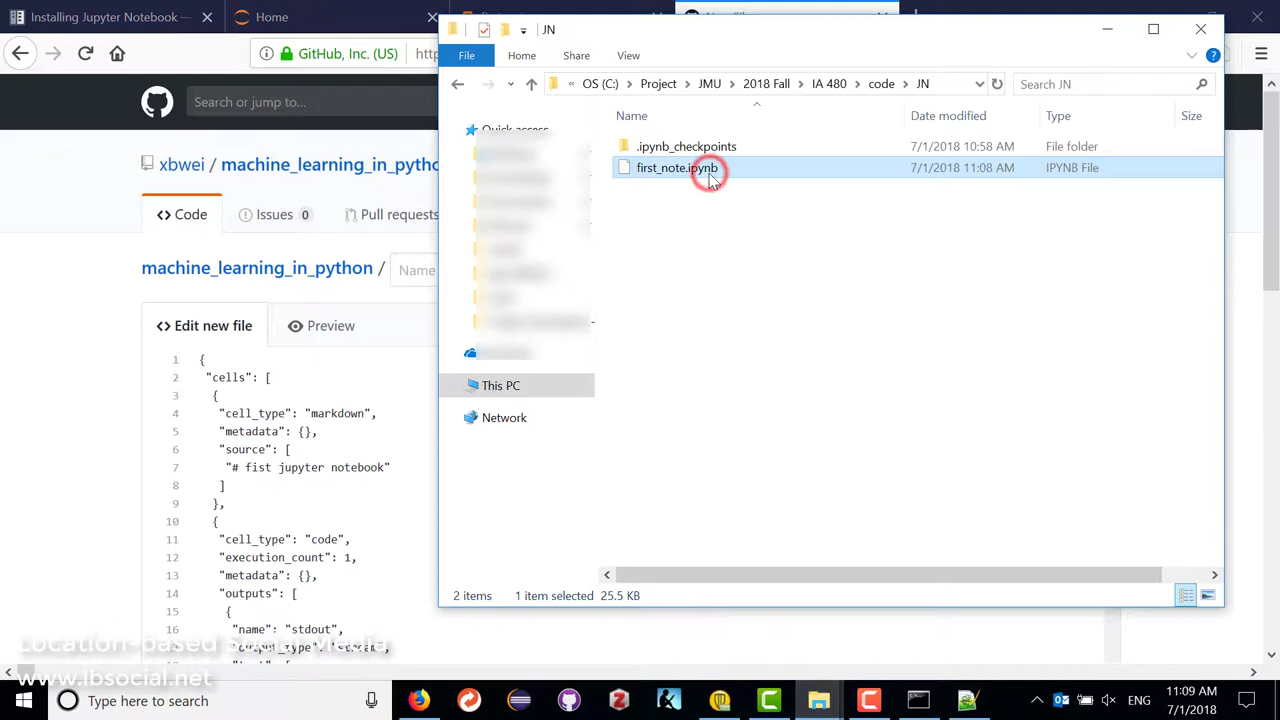 Installing Jupyter Notebook —
Home
GitHub, Inc. (US)
Search or jump to...
xbwei / machine_learning_in_pytho
Code
Issues 0
Pull requests
machine_learning_in_python /
Name
Edit new file
Preview
1 {
2 "cells": [
3 {
4 "cell_type": "markdown",
5 "metadata": {},
6 "source": [
7 "# fist jupyter notebook"
8 ]
9 },
10 {
11 "cell_type": "code",
12 "execution_count": 1,
13 "metadata": {},
14 "outputs": [
15 {
16 "name": "stdout",
JN
File
Home
Share
View
« OS (C:) > Project > JMU > 2018 Fall > IA 480 > code > JN
Search JN
Name
Date modified
Type
Size
.ipynb_checkpoints
7/1/2018 10:58 AM
File folder
first_note.ipynb
7/1/2018 11:08 AM
IPYNB File
Quick access
This PC
Network
2 items
1 item selected 25.5 KB
Location-based Social Media
www.lbsocial.net
Type here to search
ENG
11:09 AM
7/1/2018